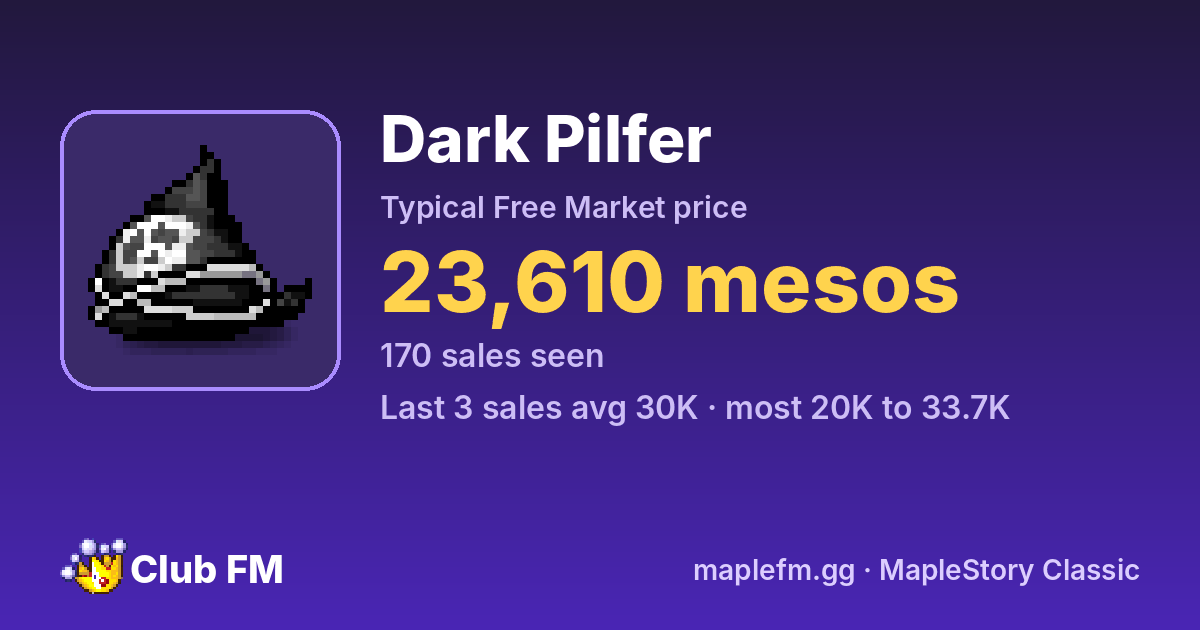 Dark Pilfer
Typical Free Market price
23,610 mesos
170 sales seen
Last 3 sales avg 30K · most 20K to 33.7K
Club FM
maplefm.gg · MapleStory Classic